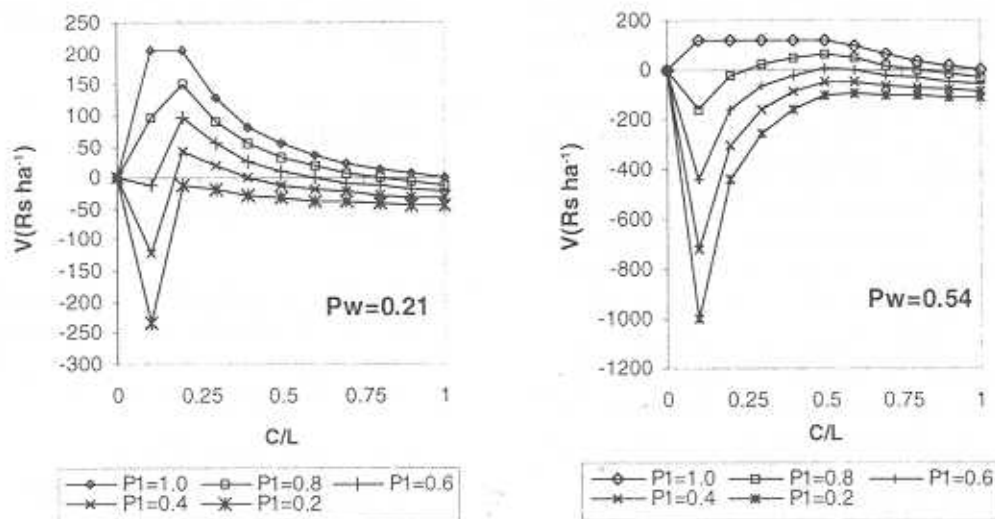 250
200
150
100
50
0
-50
-100
-150
-200
-250
-300
V(Rs ha⁻¹)
Pw=0.21
0 0.25 0.5 0.75 1
C/L
P1=1.0 P1=0.8 P1=0.6
P1=0.4 P1=0.2
200
0
-200
-400
-600
-800
-1000
-1200
V(Rs ha⁻¹)
Pw=0.54
0 0.25 0.5 0.75 1
C/L
P1=1.0 P1=0.8 P1=0.6
P1=0.4 P1=0.2